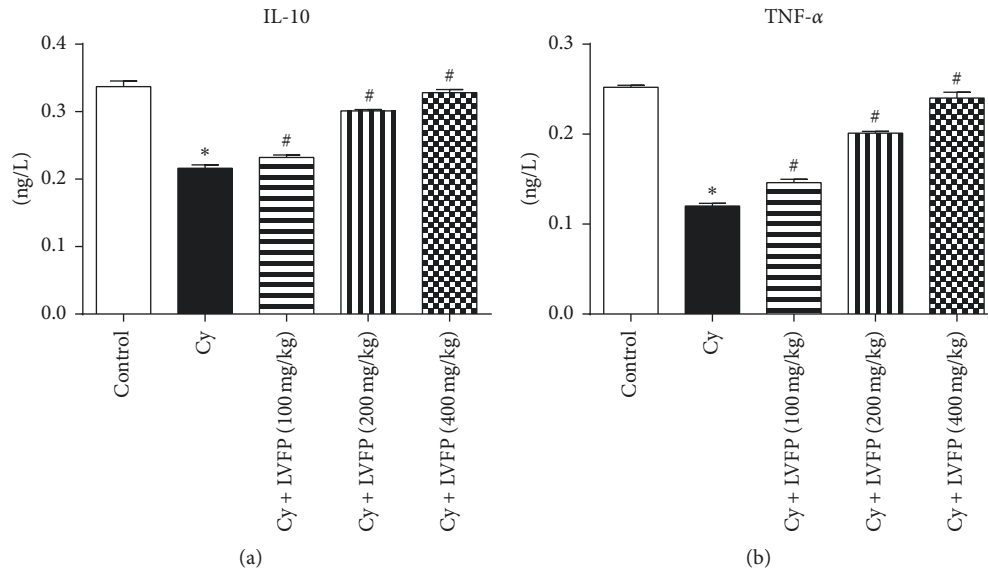 IL-10
(ng/L)
0.4
0.3
0.2
0.1
0.0
*
#
#
#
Control
Cy
Cy + LVFP (100 mg/kg)
Cy + LVFP (200 mg/kg)
Cy + LVFP (400 mg/kg)
(a)
TNF-α
(ng/L)
0.3
0.2
0.1
0.0
*
#
#
#
Control
Cy
Cy + LVFP (100 mg/kg)
Cy + LVFP (200 mg/kg)
Cy + LVFP (400 mg/kg)
(b)